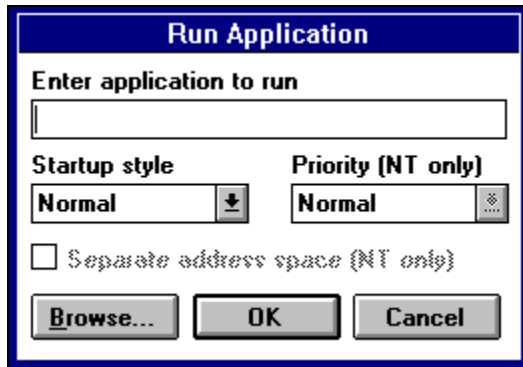 Run Application
Enter application to run
Startup style Priority (NT only)
Normal Normal
Separate address space (NT only)
Browse... OK Cancel